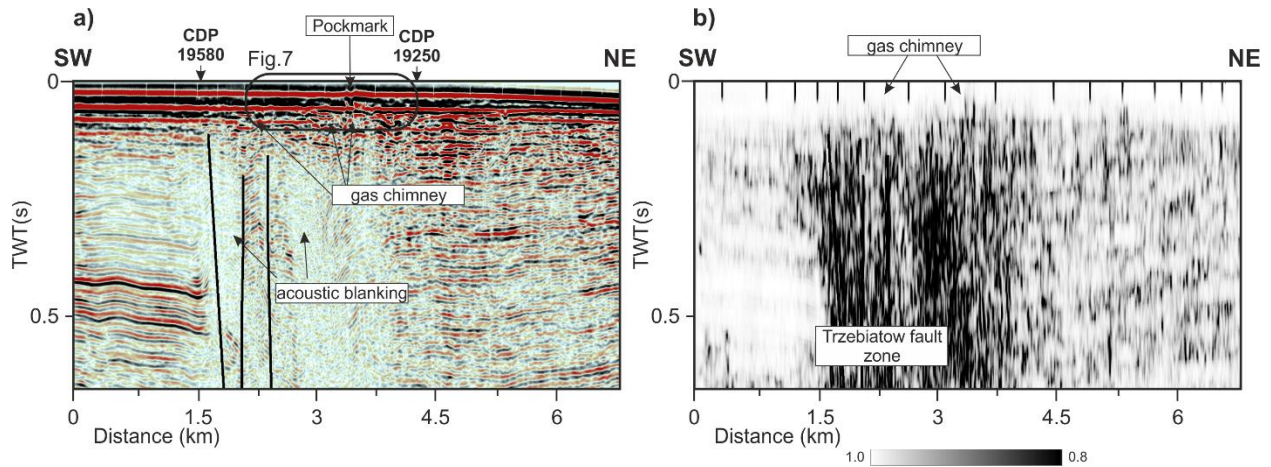 a)
Pockmark
CDP
19580
CDP
19250
SW
Fig.7
NE
0
0.5
TWT(s)
gas chimney
acoustic blanking
0
1.5
3
4.5
6
Distance (km)
b)
SW
gas chimney
NE
0
0.5
TWT(s)
Trzebiatow fault
zone
0
1.5
3
4.5
6
Distance (km)
1.0
0.8